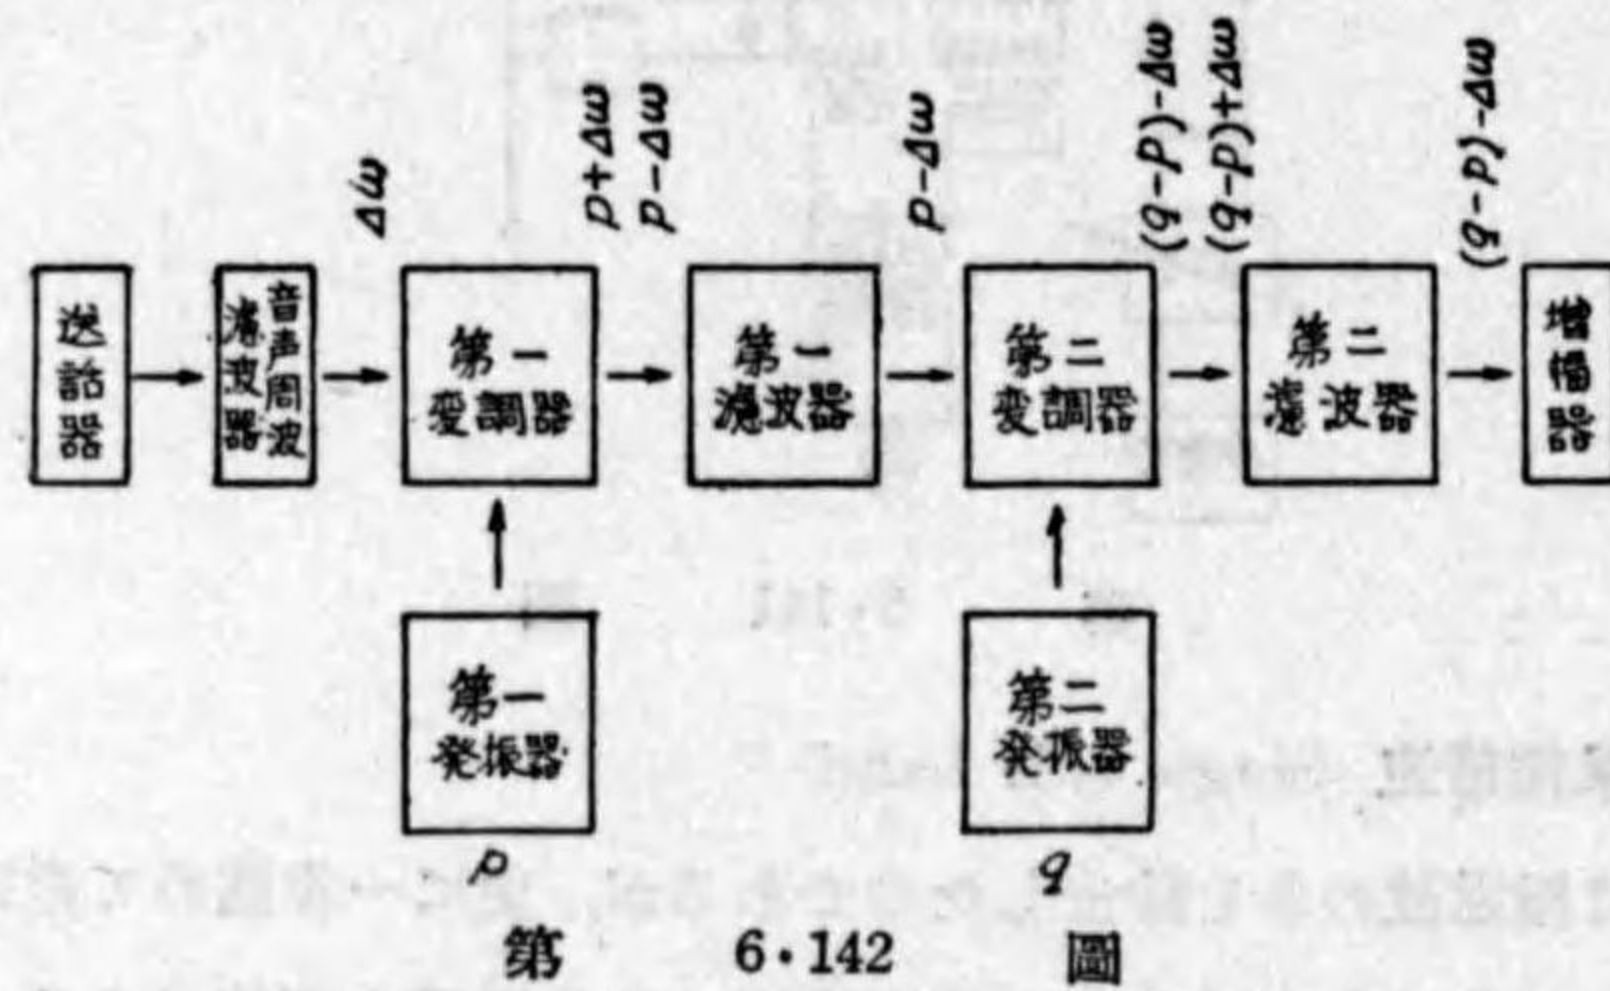 Δω
p+Δω
p-Δω
p-Δω
(q-P)-Δω
(q-P)+Δω
(q-P)-Δω
送話器
音声周波
濾波器
第一
変調器
第一
濾波器
第二
変調器
第二
濾波器
増幅器
第一
発振器
第二
発振器
p
q
第 6・142 圖